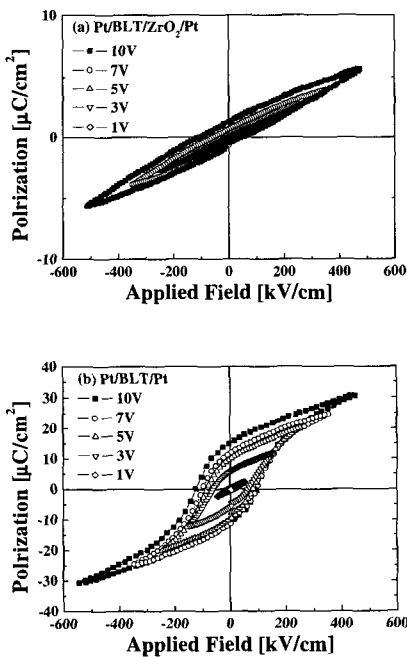 (a) Pt/BLT/ZrO₂/Pt
10V
7V
5V
3V
1V
10
0
-10
-600 -400 -200 0 200 400 600
Polrization [μC/cm²]
Applied Field [kV/cm]
(b) Pt/BLT/Pt
10V
7V
5V
3V
1V
40
30
20
10
0
-10
-20
-30
-40
-600 -400 -200 0 200 400 600
Polrization [μC/cm²]
Applied Field [kV/cm]